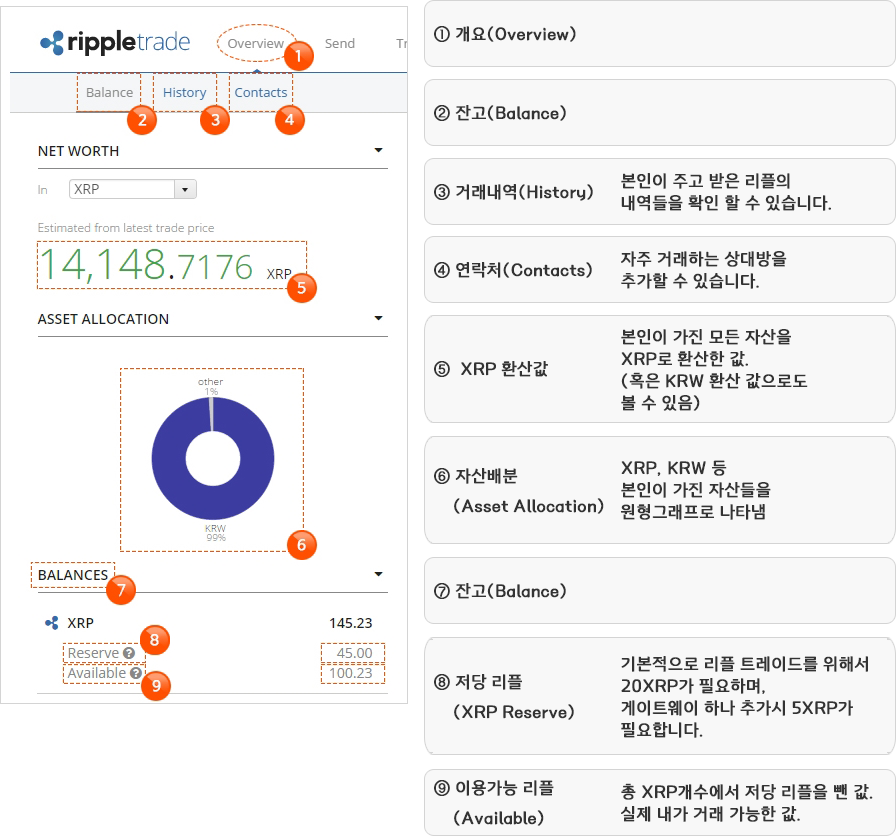 rippletrade
Overview
Send
Tr
1
Balance
History
Contacts
2
3
4
NET WORTH
In
XRP
Estimated from latest trade price
14,148.7176 XRP
5
ASSET ALLOCATION
other
1%
KRW
99%
6
BALANCES
7
XRP 145.23
8
Reserve ? 45.00
Available ? 100.23
9
① 개요(Overview)
② 잔고(Balance)
③ 거래내역(History)
본인이 주고 받은 리플의
내역들을 확인 할 수 있습니다.
④ 연락처(Contacts)
자주 거래하는 상대방을
추가할 수 있습니다.
⑤ XRP 환산값
본인이 가진 모든 자산을
XRP로 환산한 값.
(혹은 KRW 환산 값으로도
볼 수 있음)
⑥ 자산배분
(Asset Allocation)
XRP, KRW 등
본인이 가진 자산들을
원형그래프로 나타냄
⑦ 잔고(Balance)
⑧ 저당 리플
(XRP Reserve)
기본적으로 리플 트레이드를 위해서
20XRP가 필요하며,
게이트웨이 하나 추가시 5XRP가
필요합니다.
⑨ 이용가능 리플
(Available)
총 XRP개수에서 저당 리플을 뺀 값.
실제 내가 거래 가능한 값.